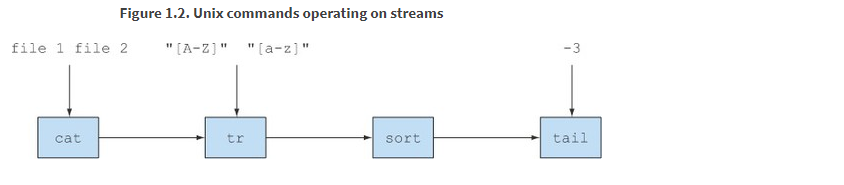 Figure 1.2. Unix commands operating on streams
file 1 file 2 "[A-Z]" "[a-z]" -3
cat tr sort tail